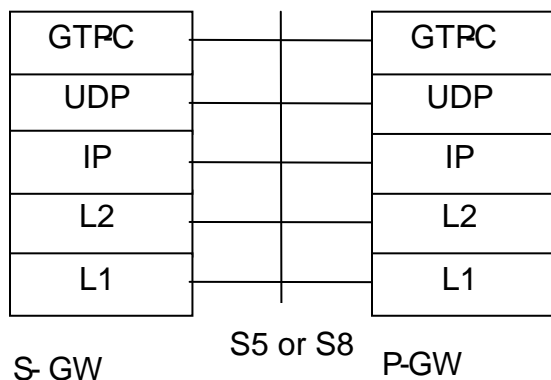 GTP-C GTP-C
UDP UDP
IP IP
L2 L2
L1 L1
S- GW S5 or S8 P-GW